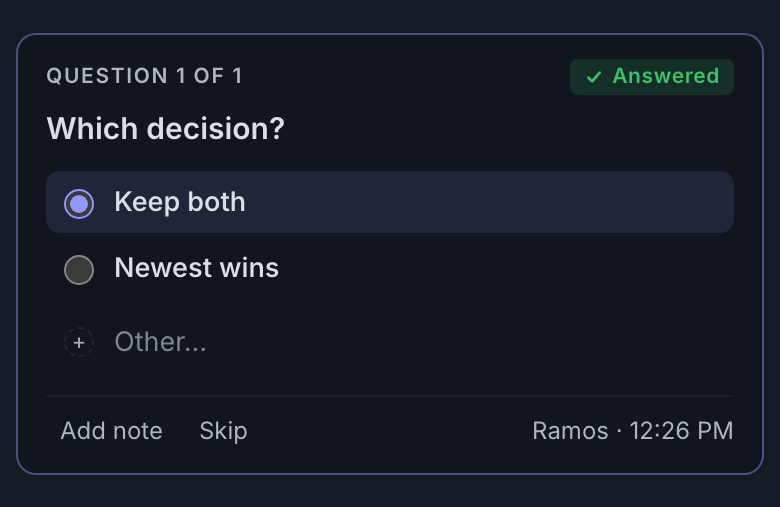 QUESTION 1 OF 1
Answered
Which decision?
Keep both
Newest wins
Other...
Add note
Skip
Ramos · 12:26 PM